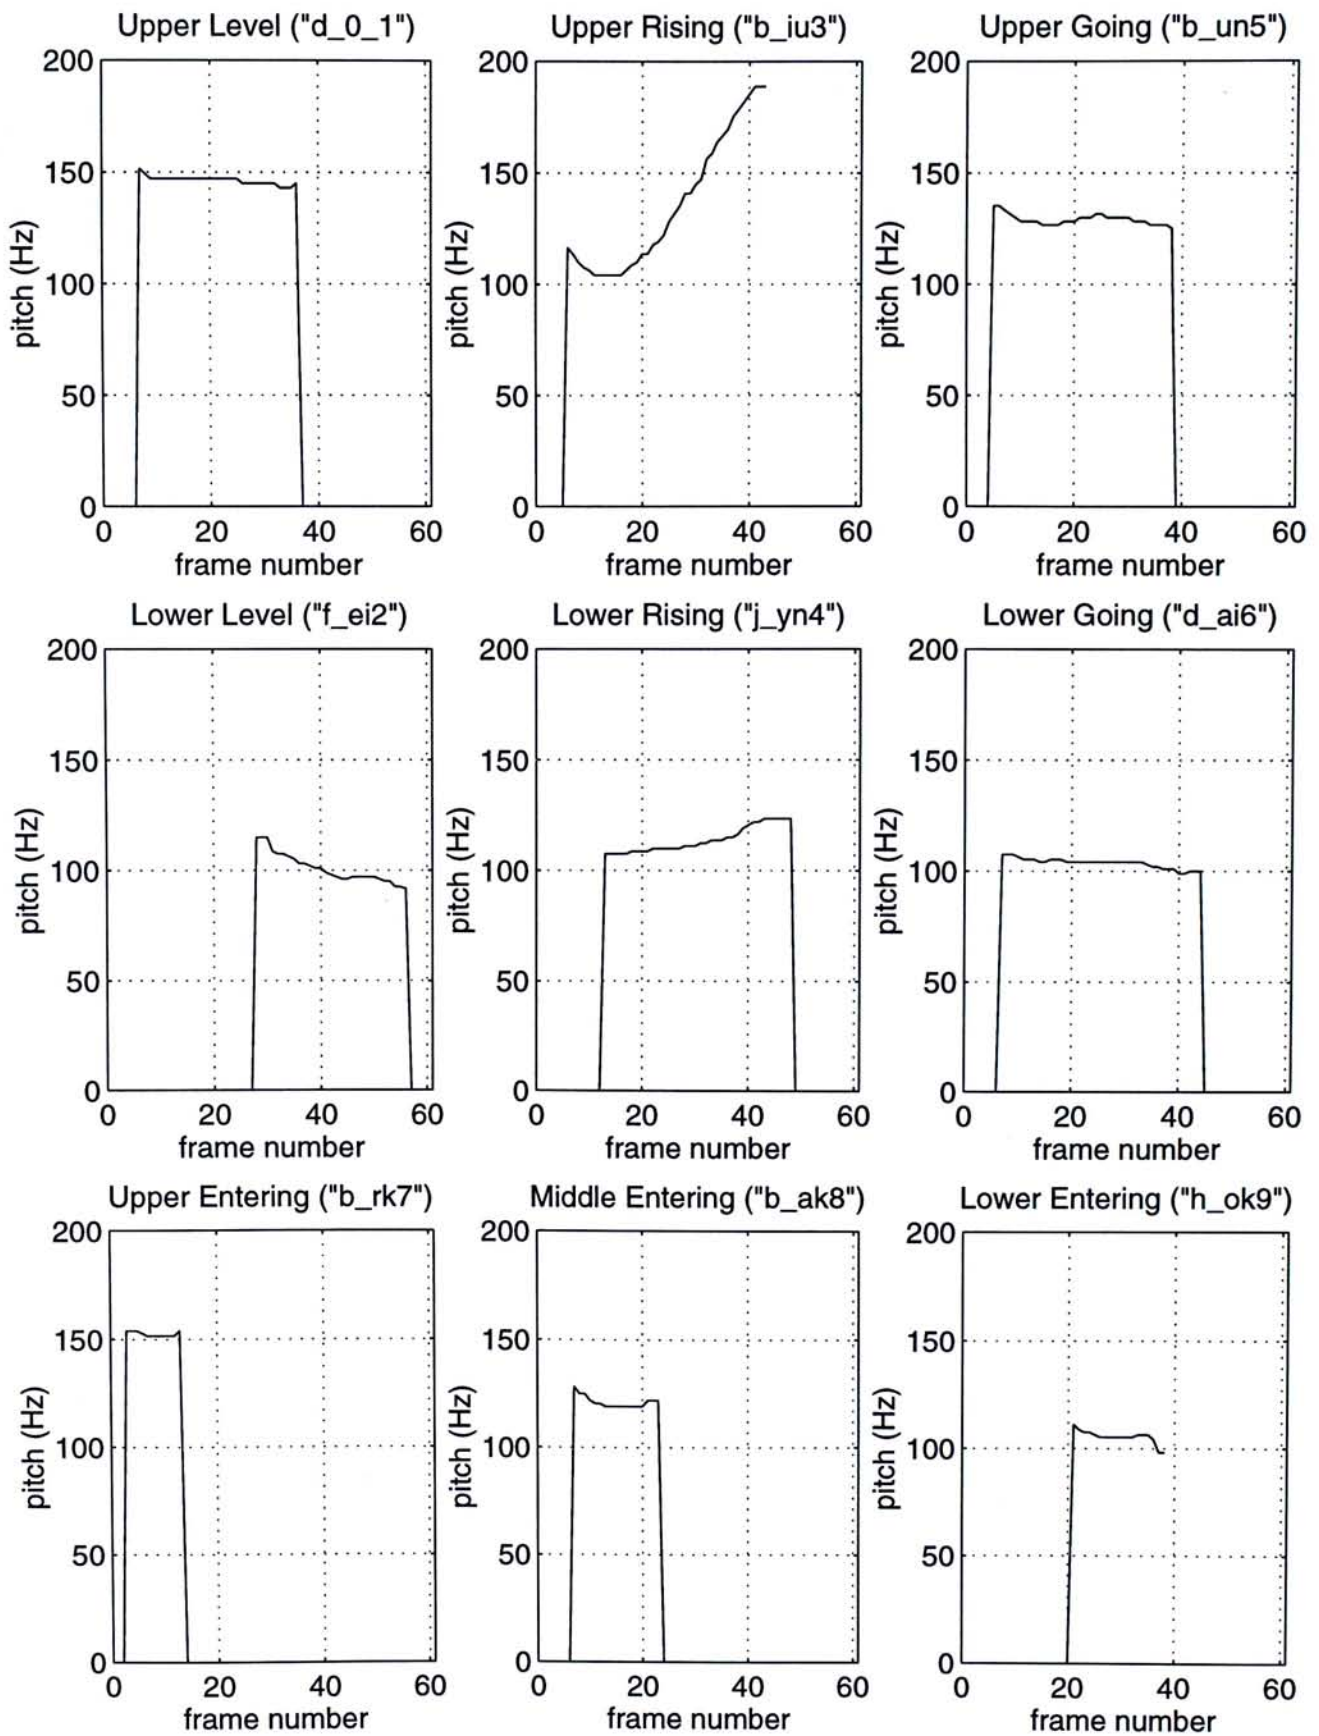 Upper Level ("d_0_1") Upper Rising ("b_iu3") Upper Going ("b_un5")
200 200 200
150 150 150
100 100 100
50 50 50
0 0 0
pitch (Hz) pitch (Hz) pitch (Hz)
0 20 40 60 0 20 40 60 0 20 40 60
frame number frame number frame number
Lower Level ("f_ei2") Lower Rising ("j_yn4") Lower Going ("d_ai6")
200 200 200
150 150 150
100 100 100
50 50 50
0 0 0
pitch (Hz) pitch (Hz) pitch (Hz)
0 20 40 60 0 20 40 60 0 20 40 60
frame number frame number frame number
Upper Entering ("b_rk7") Middle Entering ("b_ak8") Lower Entering ("h_ok9")
200 200 200
150 150 150
100 100 100
50 50 50
0 0 0
pitch (Hz) pitch (Hz) pitch (Hz)
0 20 40 60 0 20 40 60 0 20 40 60
frame number frame number frame number